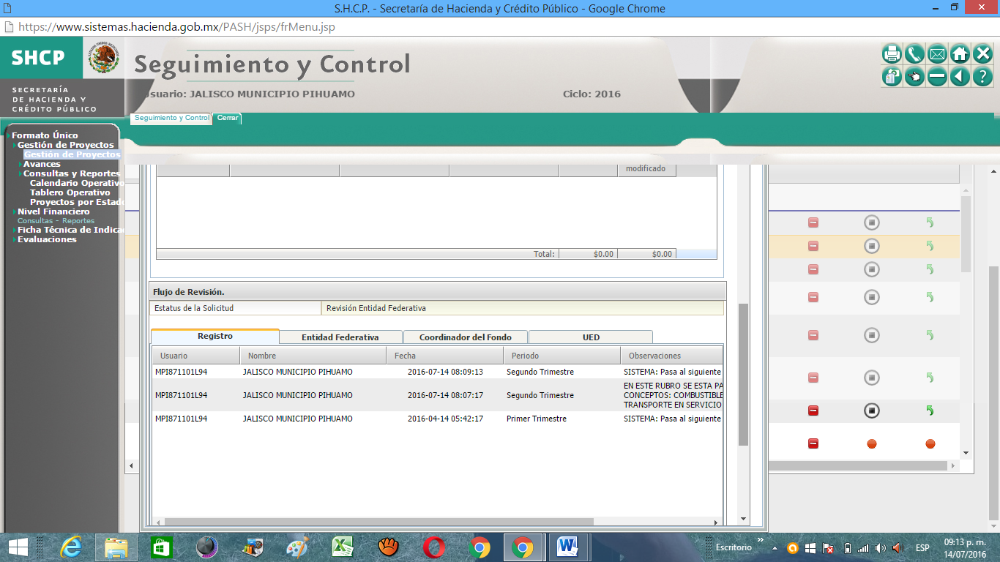 S.H.C.P. - Secretaría de Hacienda y Crédito Público - Google Chrome
https://www.sistemas.hacienda.gob.mx/PASH/jsps/frMenu.jsp
SHCP
SECRETARÍA
DE HACIENDA Y
CRÉDITO PÚBLICO
Seguimiento y Control
Usuario: JALISCO MUNICIPIO PIHUAMO
Ciclo: 2016
Seguimiento y Control
Cerrar
Formato Único
Gestión de Proyectos
Gestión de Proyectos
Avances
Consultas y Reportes
Calendario Operativo
Tablero Operativo
Proyectos por Estado
Nivel Financiero
Consultas - Reportes
Ficha Técnica de Indica
Evaluaciones
modificado
Total: $0.00 $0.00
Flujo de Revisión.
Estatus de la Solicitud Revisión Entidad Federativa
Registro Entidad Federativa Coordinador del Fondo UED
Usuario Nombre Fecha Periodo Observaciones
MPI871101L94 JALISCO MUNICIPIO PIHUAMO 2016-07-14 08:09:13 Segundo Trimestre SISTEMA: Pasa al siguiente
MPI871101L94 JALISCO MUNICIPIO PIHUAMO 2016-07-14 08:07:17 Segundo Trimestre EN ESTE RUBRO SE ESTA PA
CONCEPTOS: COMBUSTIBLE
TRANSPORTE EN SERVICIO
MPI871101L94 JALISCO MUNICIPIO PIHUAMO 2016-04-14 05:42:17 Primer Trimestre SISTEMA: Pasa al siguiente
Escritorio
ESP
09:13 p. m.
14/07/2016